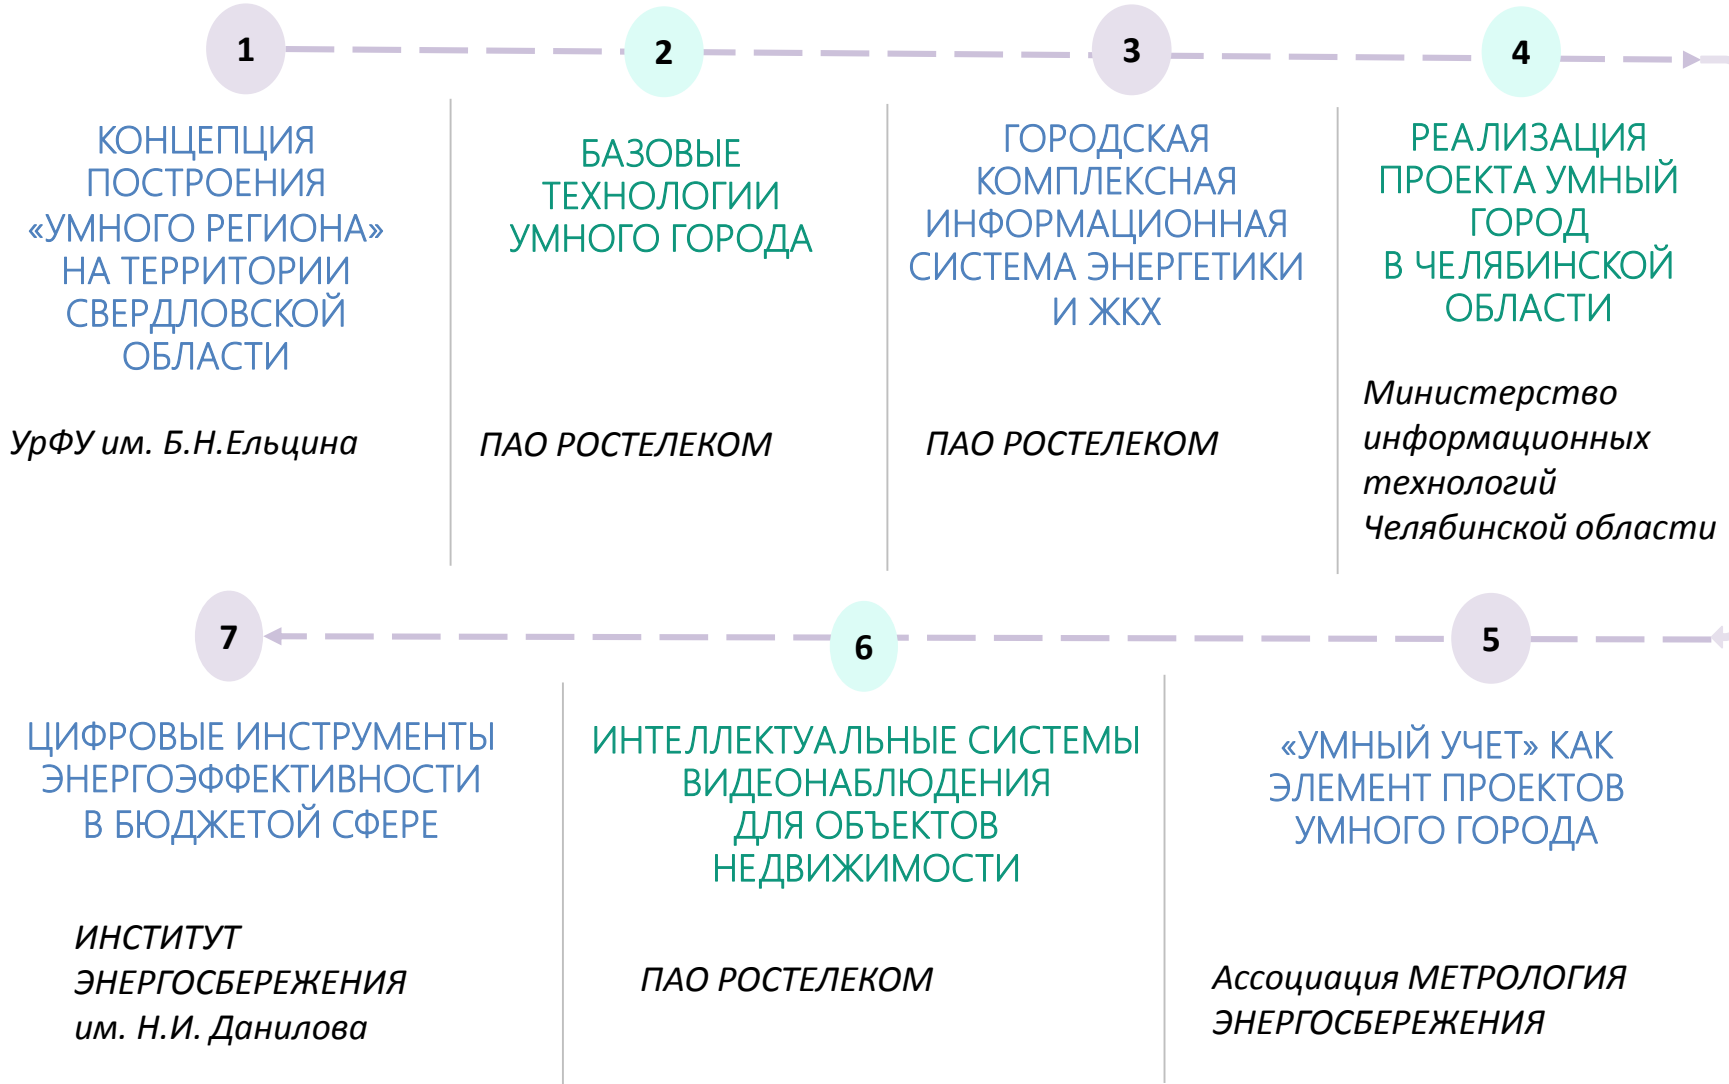 1
КОНЦЕПЦИЯ
ПОСТРОЕНИЯ
«УМНОГО РЕГИОНА»
НА ТЕРРИТОРИИ
СВЕРДЛОВСКОЙ
ОБЛАСТИ
УрФУ им. Б.Н.Ельцина
2
БАЗОВЫЕ
ТЕХНОЛОГИИ
УМНОГО ГОРОДА
ПАО РОСТЕЛЕКОМ
3
ГОРОДСКАЯ
КОМПЛЕКСНАЯ
ИНФОРМАЦИОННАЯ
СИСТЕМА ЭНЕРГЕТИКИ
И ЖКХ
ПАО РОСТЕЛЕКОМ
4
РЕАЛИЗАЦИЯ
ПРОЕКТА УМНЫЙ
ГОРОД
В ЧЕЛЯБИНСКОЙ
ОБЛАСТИ
Министерство
информационных
технологий
Челябинской области
5
«УМНЫЙ УЧЕТ» КАК
ЭЛЕМЕНТ ПРОЕКТОВ
УМНОГО ГОРОДА
Ассоциация МЕТРОЛОГИЯ
ЭНЕРГОСБЕРЕЖЕНИЯ
6
ИНТЕЛЛЕКТУАЛЬНЫЕ СИСТЕМЫ
ВИДЕОНАБЛЮДЕНИЯ
ДЛЯ ОБЪЕКТОВ
НЕДВИЖИМОСТИ
ПАО РОСТЕЛЕКОМ
7
ЦИФРОВЫЕ ИНСТРУМЕНТЫ
ЭНЕРГОЭФФЕКТИВНОСТИ
В БЮДЖЕТОЙ СФЕРЕ
ИНСТИТУТ
ЭНЕРГОСБЕРЕЖЕНИЯ
им. Н.И. Данилова